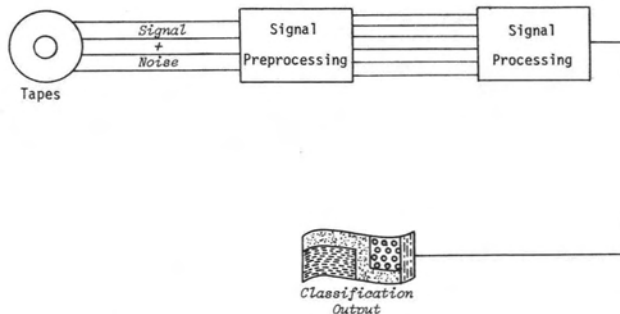 Signal
+
Noise
Tapes
Signal
Preprocessing
Signal
Processing
Classification
Output